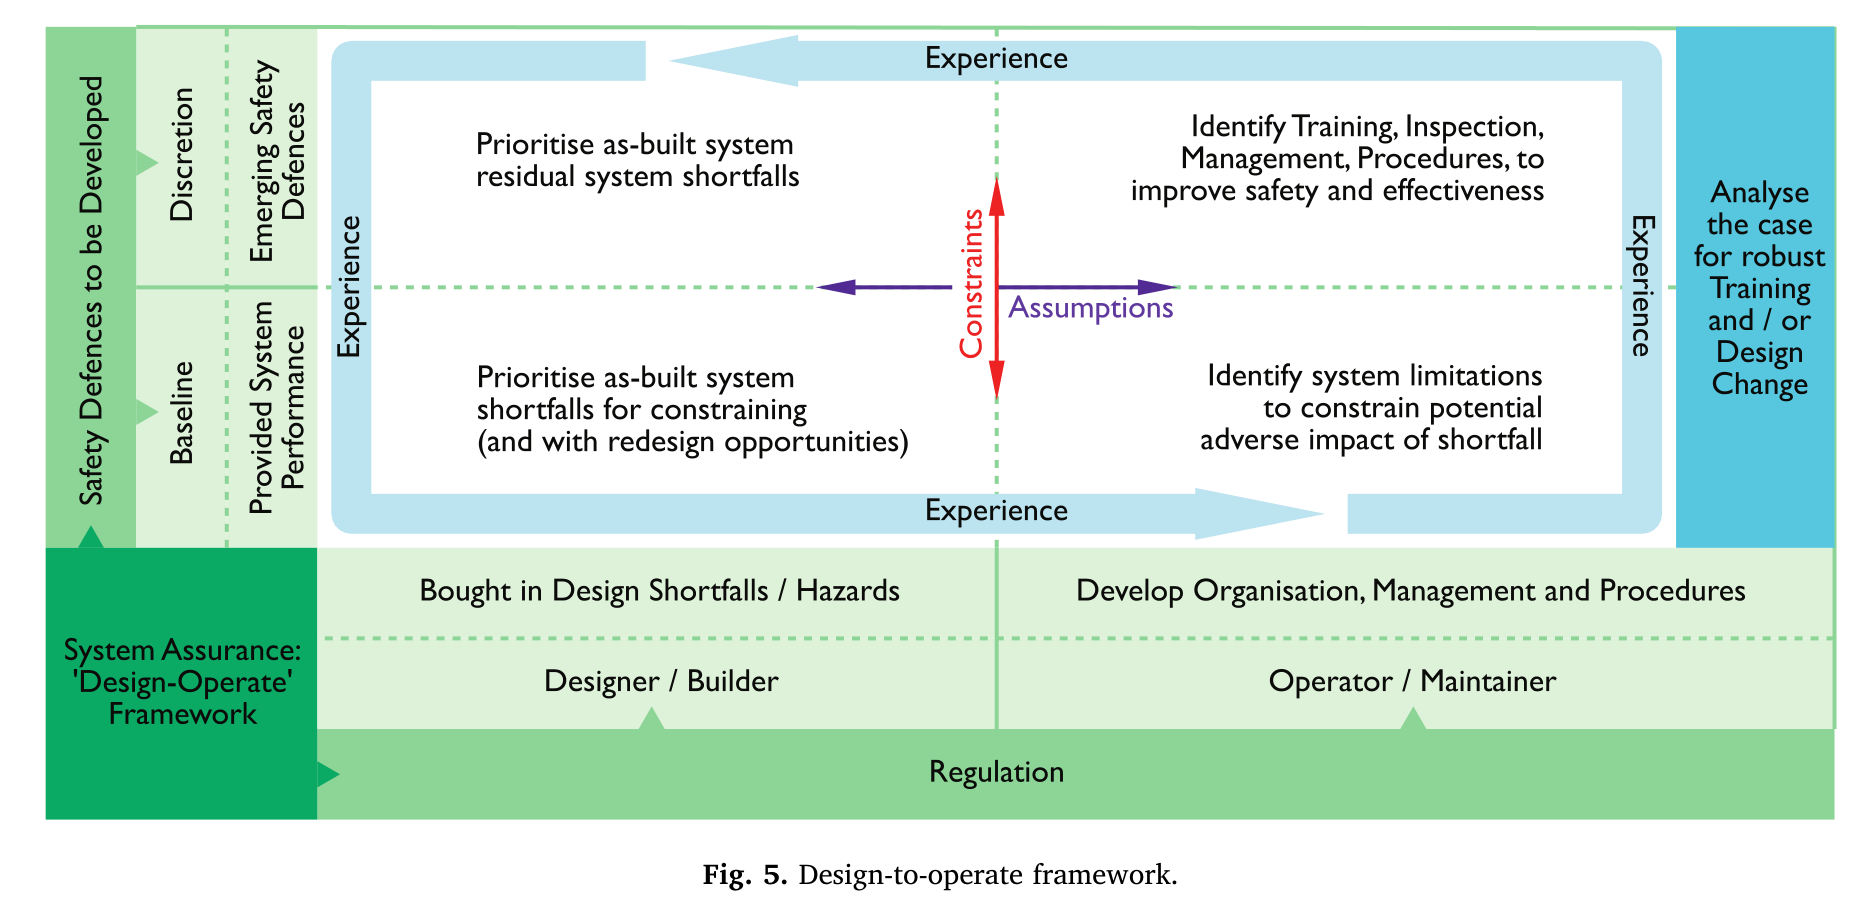 Safety Defences to be Developed
Discretion
Emerging Safety
Defences
Baseline
Provided System
Performance
Experience
Experience
Experience
Experience
Prioritise as-built system
residual system shortfalls
Identify Training, Inspection,
Management, Procedures, to
improve safety and effectiveness
Constraints
Assumptions
Prioritise as-built system
shortfalls for constraining
(and with redesign opportunities)
Identify system limitations
to constrain potential
adverse impact of shortfall
Analyse
the case
for robust
Training
and / or
Design
Change
System Assurance:
'Design-Operate'
Framework
Bought in Design Shortfalls / Hazards
Develop Organisation, Management and Procedures
Designer / Builder
Operator / Maintainer
Regulation
Fig. 5. Design-to-operate framework.